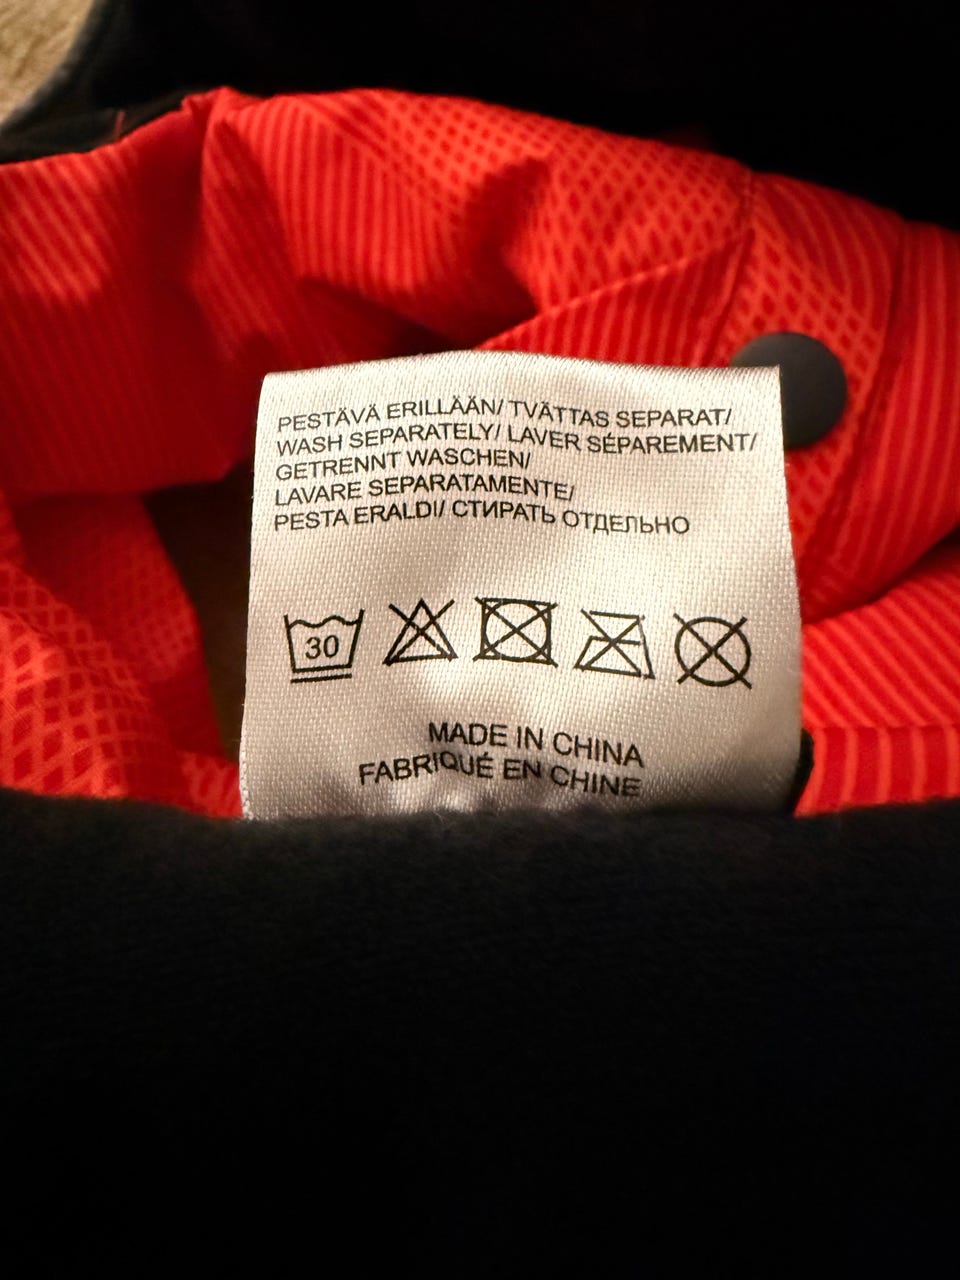 PESTÄVÄ ERILLÄÄN/ TVÄTTAS SEPARAT/
WASH SEPARATELY/ LAVER SÉPAREMENT/
GETRENNT WASCHEN/
LAVARE SEPARATAMENTE/
PESTA ERALDI/ СТИРАТЬ ОТДЕЛЬНО
30
MADE IN CHINA
FABRIQUÉ EN CHINE